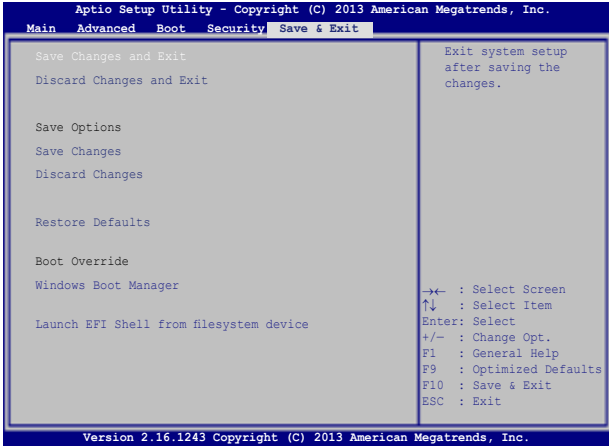 Aptio Setup Utility - Copyright (C) 2013 American Megatrends, Inc.
Main Advanced Boot Security Save & Exit
Save Changes and Exit
Discard Changes and Exit
Save Options
Save Changes
Discard Changes
Restore Defaults
Boot Override
Windows Boot Manager
Launch EFI Shell from filesystem device
Exit system setup
after saving the
changes.
→← : Select Screen
↑↓ : Select Item
Enter: Select
+/— : Change Opt.
F1 : General Help
F9 : Optimized Defaults
F10 : Save & Exit
ESC : Exit
Version 2.16.1243 Copyright (C) 2013 American Megatrends, Inc.